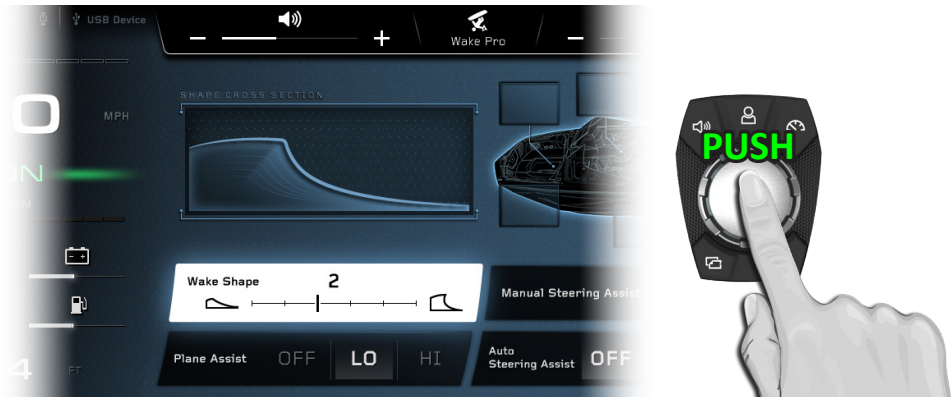 USB Device
Wake Pro
SHAPE CROSS SECTION
MPH
Wake Shape
2
Manual Steering Assist
Plane Assist
OFF
LO
HI
Auto
Steering Assist
OFF
4
FT
PUSH